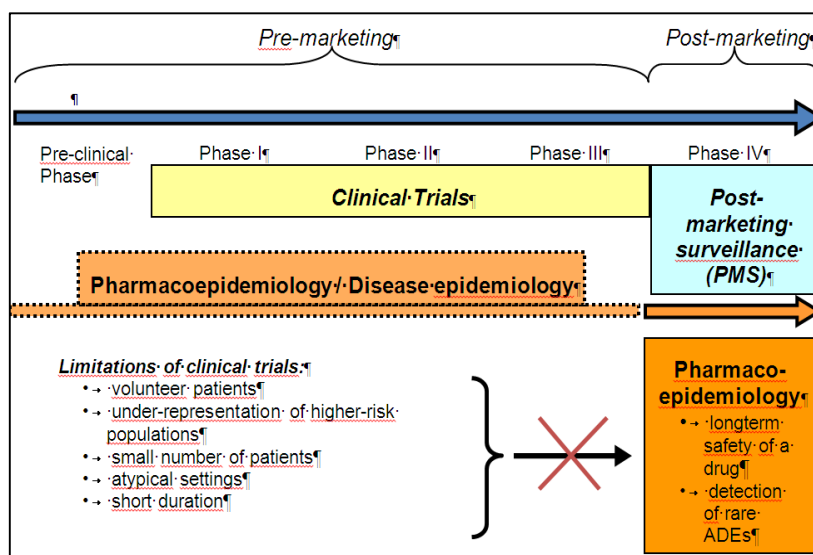 Pre-marketing¶
Post-marketing¶
¶
Pre-clinical·
Phase¶
Phase·I¶
Phase·II¶
Phase·III¶
Phase·IV¶
Clinical·Trials¶
Post-
marketing·
surveillance·
(PMS)¶
Pharmacoepidemiology/·Disease·epidemiology¶
Limitations·of·clinical·trials:¶
•→·volunteer·patients¶
•→·under-representation·of·higher-risk·
populations¶
•→·small·number·of·patients¶
•→·atypical·settings¶
•→·short·duration¶
Pharmaco-
epidemiology¶
•→·longterm·
safety·of·a·
drug¶
•→·detection·
of·rare·
ADEs¶